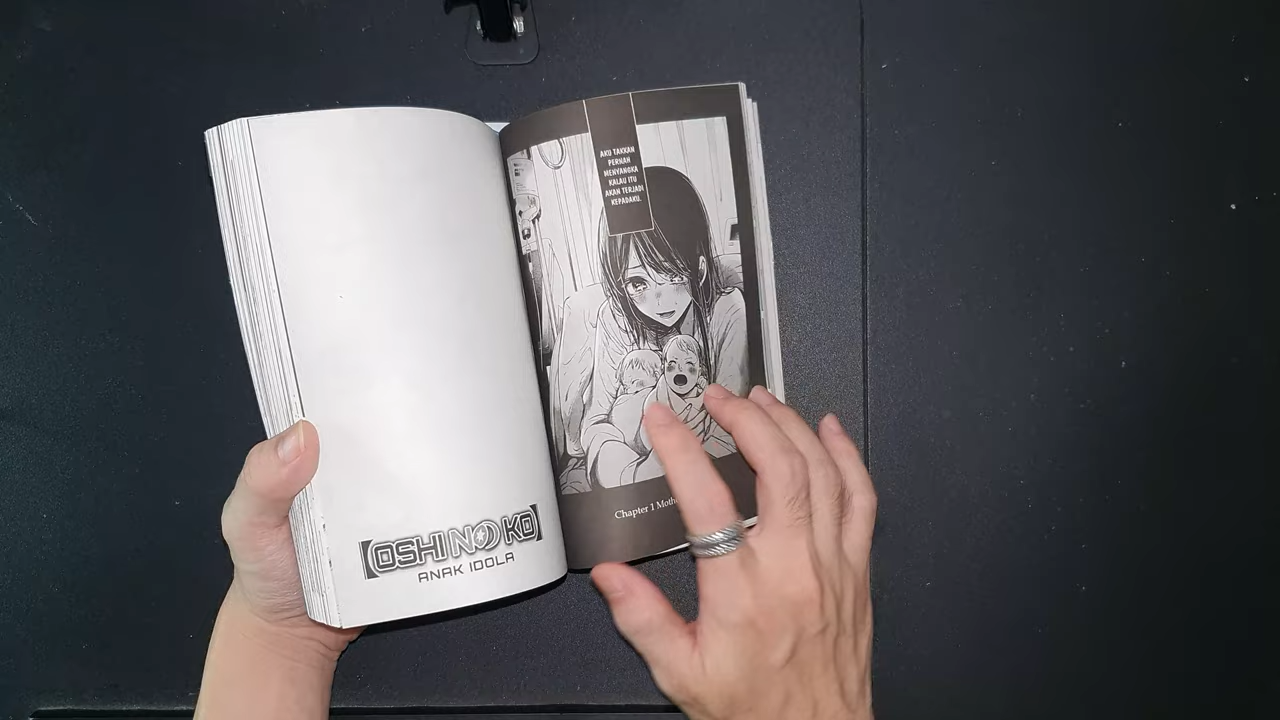 【OSHI NO KO】
ANAK IDOLA
AKU TAKKAN
PERNAH
MENYANGKA
KALAU ITU
AKAN TERJADI
KEPADAKU.
Chapter 1